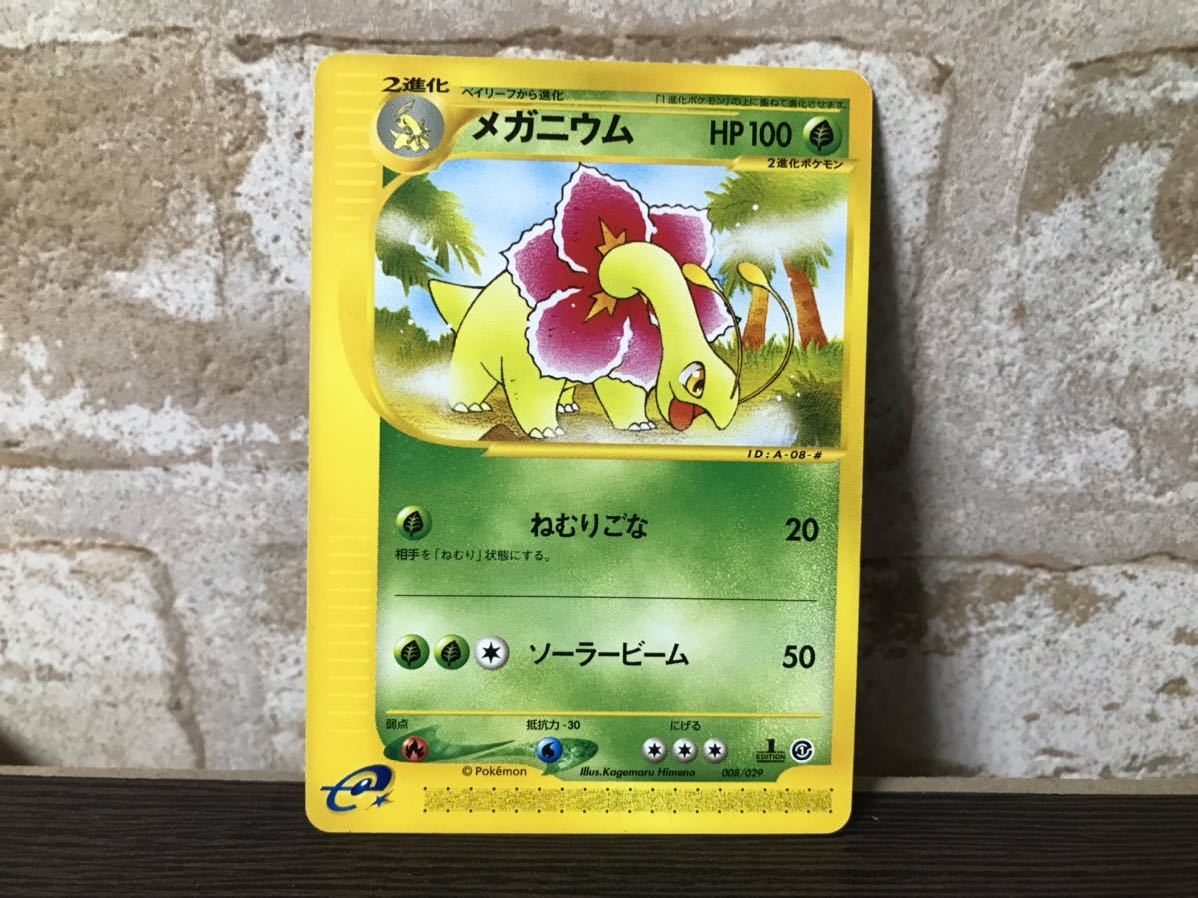 2進化
ベイリーフから進化
「1進化ポケモン」の上に重ねて進化させます。
メガニウム HP100
2進化ポケモン
ID:A-08-#
ねむりごな 20
相手を「ねむり」状態にする。
ソーラービーム 50
弱点 抵抗力-30 にげる
1 EDITION
© Pokémon Illus.Kagemaru Himeno 008/029
e